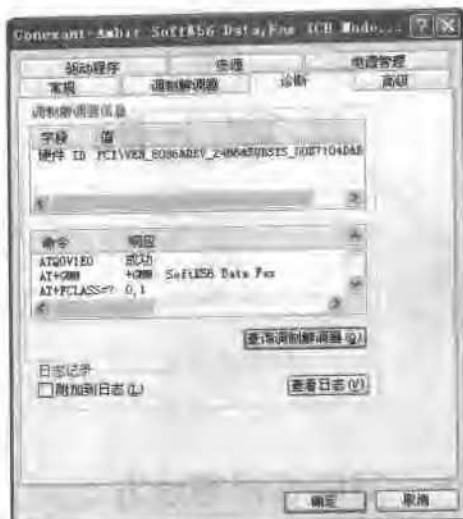 Conexant-Ambit SoftK56 Data,Fax ICH Mode...
驱动程序 资源 电源管理
常规 调制解调器 诊断 高级
调制解调器信息
字段 值
硬件 ID
命令 响应
ATQ0V1E0 成功
AT+GMM +GMM SoftK56 Data Fax
AT+FCLASS=? 0,1
查询调制解调器(Q)
日志记录
附加到日志(L) 查看日志(V)
确定 取消